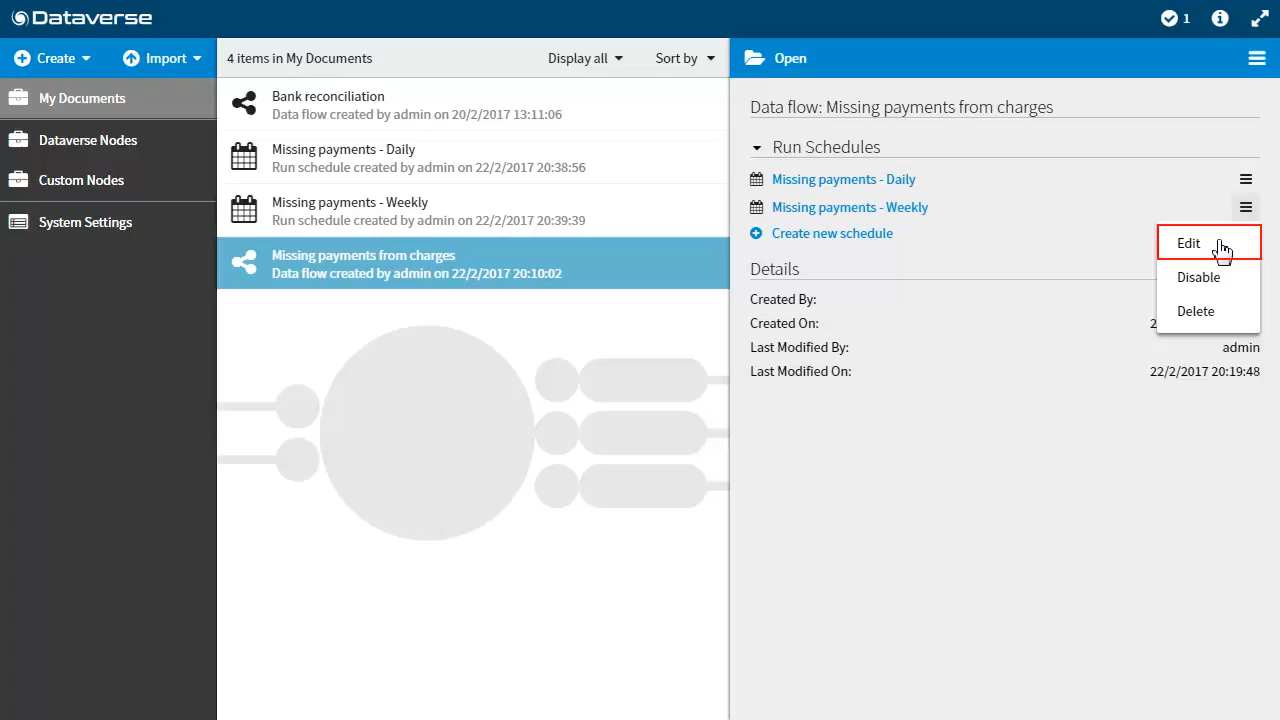 Dataverse
1
Create
Import
4 items in My Documents
Display all
Sort by
Open
My Documents
Dataverse Nodes
Custom Nodes
System Settings
Bank reconciliation
Data flow created by admin on 20/2/2017 13:11:06
Missing payments - Daily
Run schedule created by admin on 22/2/2017 20:38:56
Missing payments - Weekly
Run schedule created by admin on 22/2/2017 20:39:39
Missing payments from charges
Data flow created by admin on 22/2/2017 20:10:02
Data flow: Missing payments from charges
Run Schedules
Missing payments - Daily
Missing payments - Weekly
Create new schedule
Edit
Disable
Delete
Details
Created By:
Created On:
2
Last Modified By:
admin
Last Modified On:
22/2/2017 20:19:48